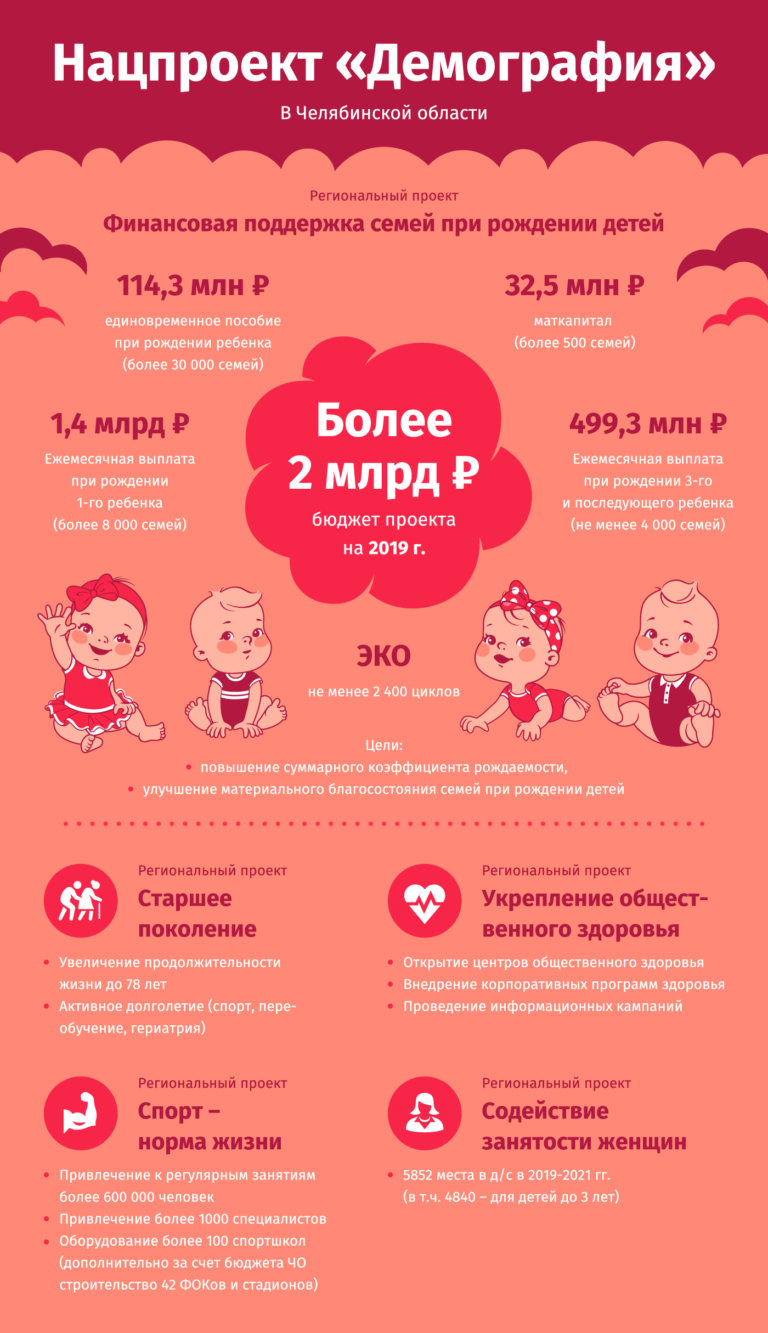 Нацпроект «Демография»
В Челябинской области
Региональный проект
Финансовая поддержка семей при рождении детей
114,3 млн ₽
единовременное пособие
при рождении ребенка
(более 30 000 семей)
32,5 млн ₽
маткапитал
(более 500 семей)
1,4 млрд ₽
Ежемесячная выплата
при рождении
1-го ребенка
(более 8 000 семей)
Более
2 млрд ₽
бюджет проекта
на 2019 г.
499,3 млн ₽
Ежемесячная выплата
при рождении 3-го
и последующего ребенка
(не менее 4 000 семей)
ЭКО
не менее 2 400 циклов
Цели:
• повышение суммарного коэффициента рождаемости,
• улучшение материального благосостояния семей при рождении детей
Региональный проект
Старшее
поколение
• Увеличение продолжительности
жизни до 78 лет
• Активное долголетие (спорт, пере-
обучение, гериатрия)
Региональный проект
Укрепление общест-
венного здоровья
• Открытие центров общественного здоровья
• Внедрение корпоративных программ здоровья
• Проведение информационных кампаний
Региональный проект
Спорт –
норма жизни
• Привлечение к регулярным занятиям
более 600 000 человек
• Привлечение более 1000 специалистов
• Оборудование более 100 спортшкол
(дополнительно за счет бюджета ЧО
строительство 42 ФОКов и стадионов)
Региональный проект
Содействие
занятости женщин
• 5852 места в д/с в 2019-2021 гг.
(в т.ч. 4840 – для детей до 3 лет)